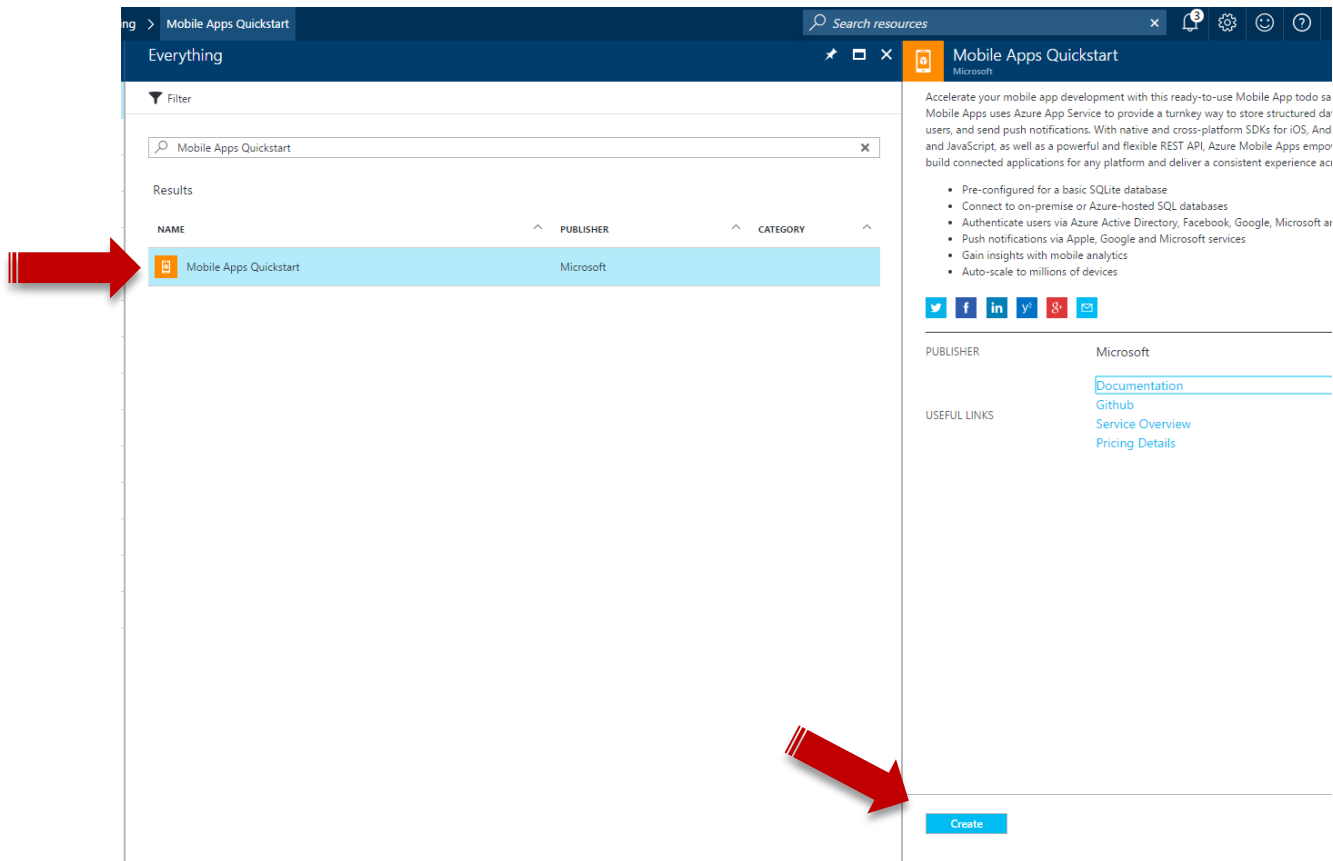 ng > Mobile Apps Quickstart
Search resources
3
Everything
Filter
Mobile Apps Quickstart
Results
NAME PUBLISHER CATEGORY
Mobile Apps Quickstart Microsoft
Mobile Apps Quickstart
Microsoft
Accelerate your mobile app development with this ready-to-use Mobile App todo sa
Mobile Apps uses Azure App Service to provide a turnkey way to store structured da
users, and send push notifications. With native and cross-platform SDKs for iOS, And
and JavaScript, as well as a powerful and flexible REST API, Azure Mobile Apps empo
build connected applications for any platform and deliver a consistent experience acr
• Pre-configured for a basic SQLite database
• Connect to on-premise or Azure-hosted SQL databases
• Authenticate users via Azure Active Directory, Facebook, Google, Microsoft ar
• Push notifications via Apple, Google and Microsoft services
• Gain insights with mobile analytics
• Auto-scale to millions of devices
PUBLISHER Microsoft
Documentation
Github
USEFUL LINKS
Service Overview
Pricing Details
Create